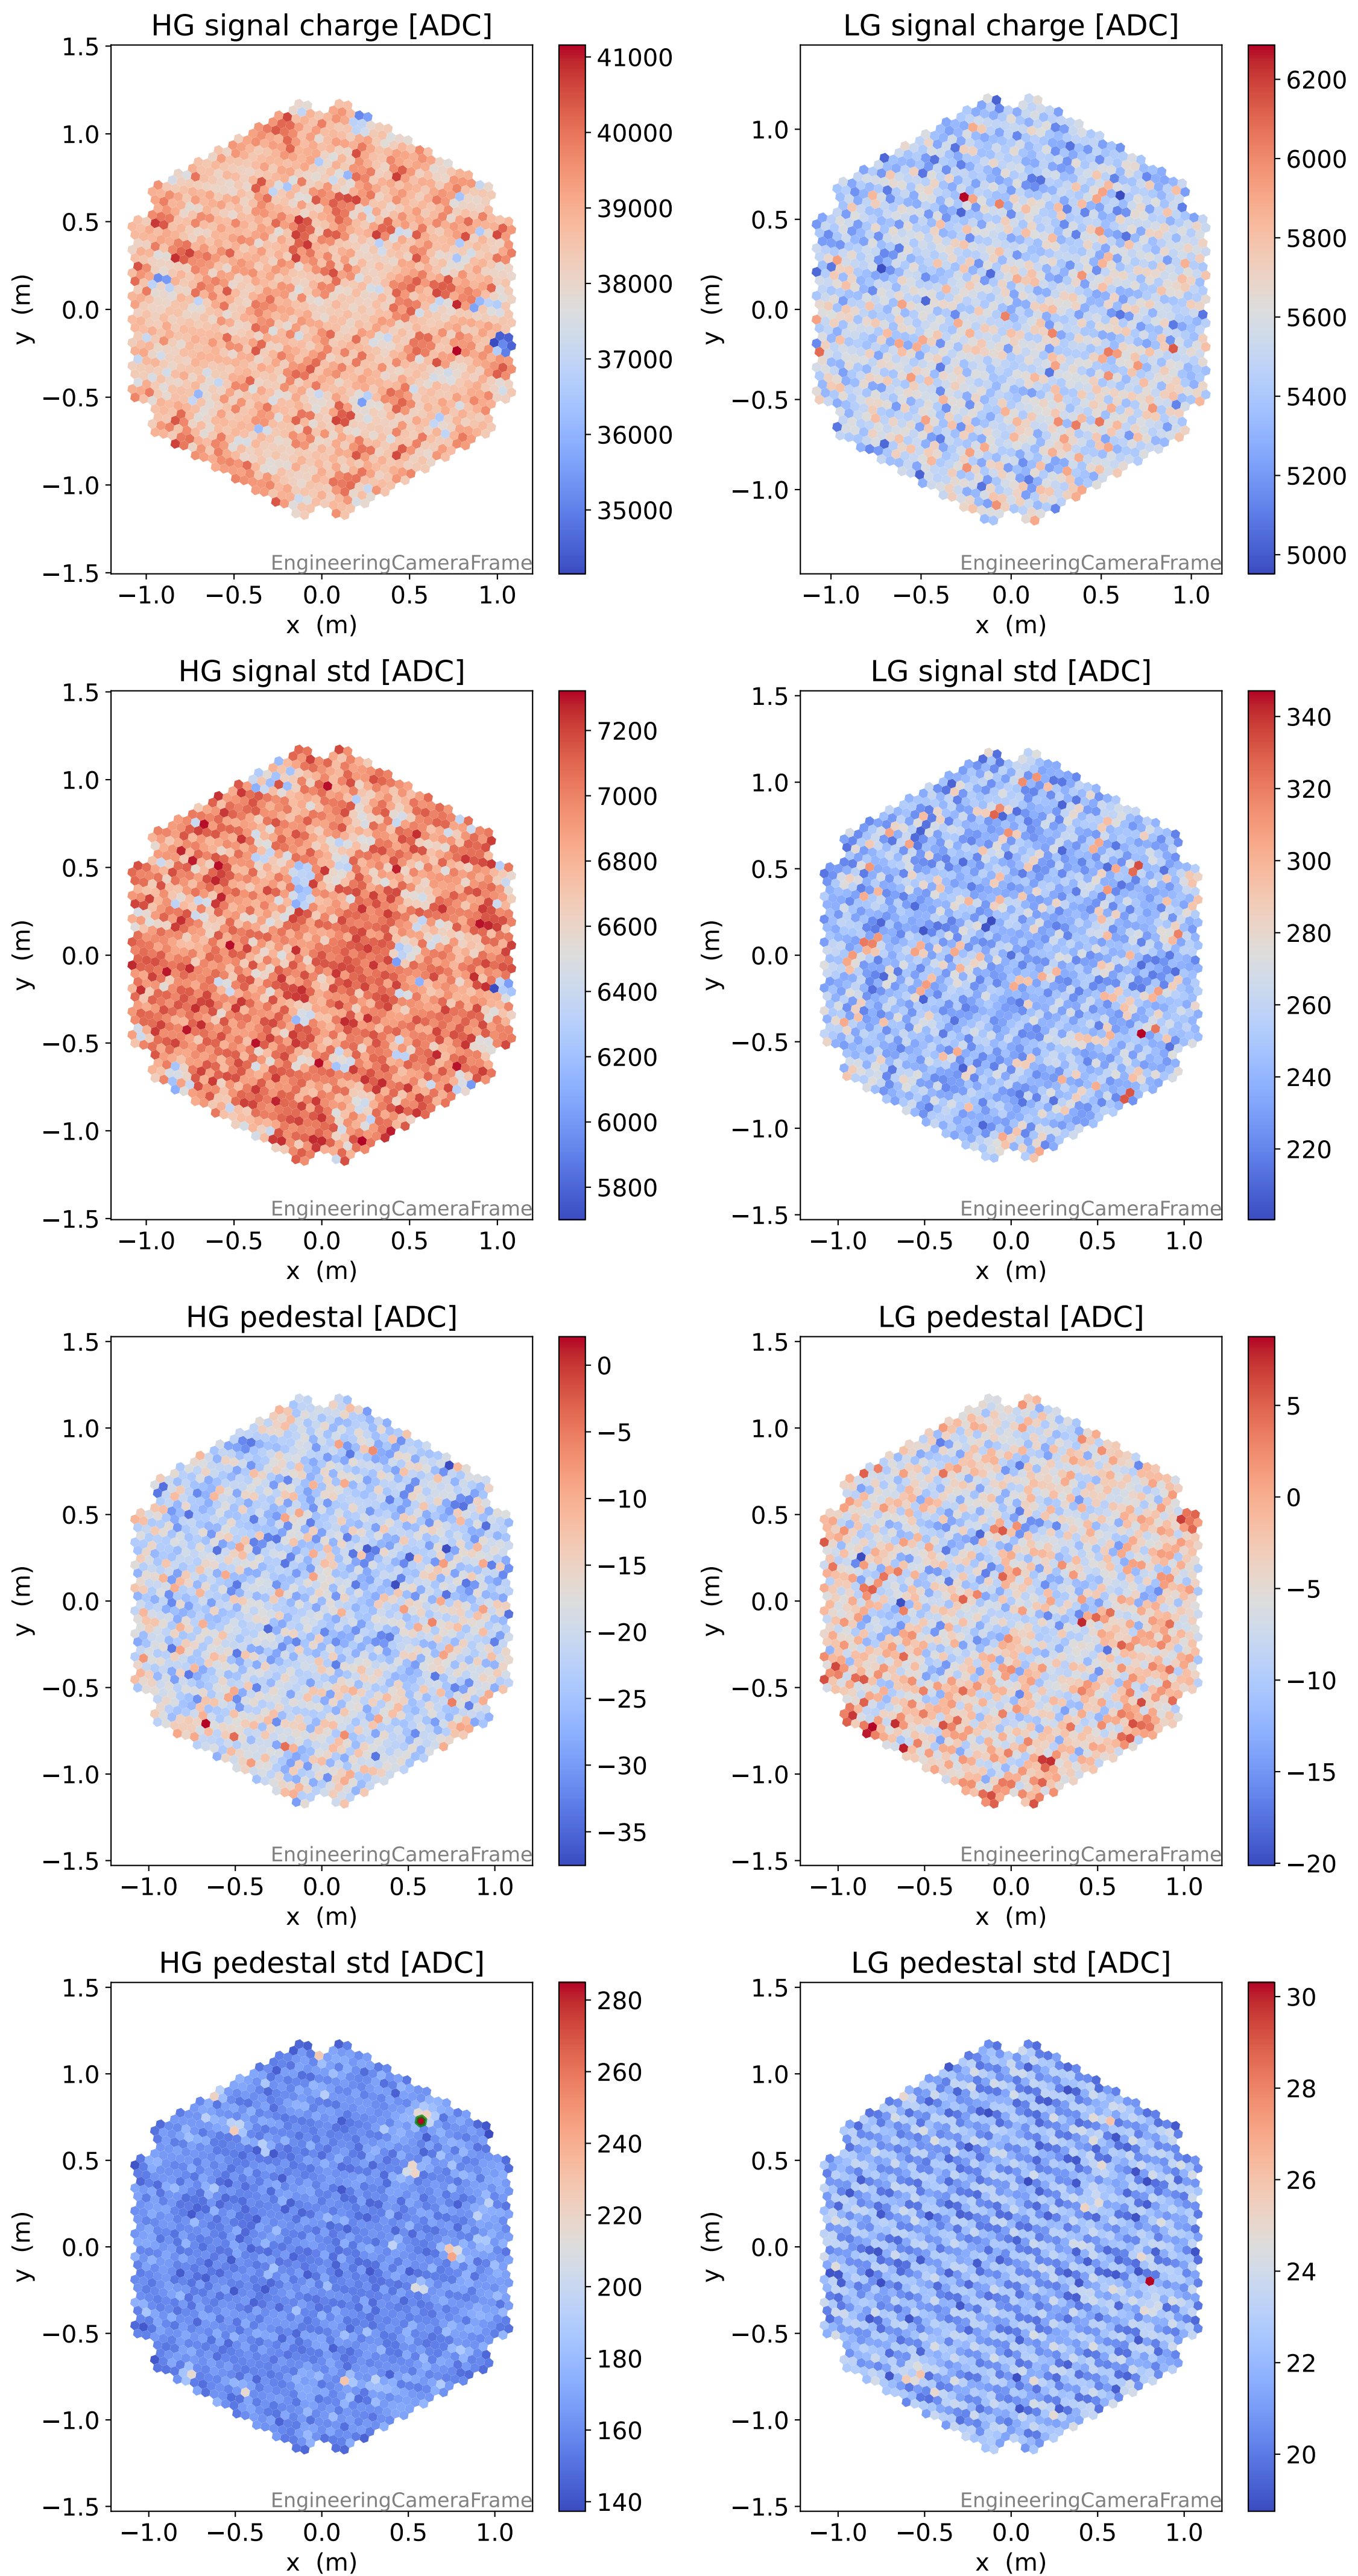 HG signal charge [ADC]
1.5
1.0
0.5
0.0
−0.5
−1.0
−1.5
y (m)
−1.0 −0.5 0.0 0.5 1.0
x (m)
EngineeringCameraFrame
41000
40000
39000
38000
37000
36000
35000
LG signal charge [ADC]
1.0
0.5
0.0
−0.5
−1.0
y (m)
−1.0 −0.5 0.0 0.5 1.0
x (m)
EngineeringCameraFrame
6200
6000
5800
5600
5400
5200
5000
HG signal std [ADC]
1.5
1.0
0.5
0.0
−0.5
−1.0
−1.5
y (m)
−1.0 −0.5 0.0 0.5 1.0
x (m)
EngineeringCameraFrame
7200
7000
6800
6600
6400
6200
6000
5800
LG signal std [ADC]
1.5
1.0
0.5
0.0
−0.5
−1.0
−1.5
y (m)
−1.0 −0.5 0.0 0.5 1.0
x (m)
EngineeringCameraFrame
340
320
300
280
260
240
220
HG pedestal [ADC]
1.5
1.0
0.5
0.0
−0.5
−1.0
−1.5
y (m)
−1.0 −0.5 0.0 0.5 1.0
x (m)
EngineeringCameraFrame
0
−5
−10
−15
−20
−25
−30
−35
LG pedestal [ADC]
1.5
1.0
0.5
0.0
−0.5
−1.0
−1.5
y (m)
−1.0 −0.5 0.0 0.5 1.0
x (m)
EngineeringCameraFrame
5
0
−5
−10
−15
−20
HG pedestal std [ADC]
1.5
1.0
0.5
0.0
−0.5
−1.0
−1.5
y (m)
−1.0 −0.5 0.0 0.5 1.0
x (m)
EngineeringCameraFrame
280
260
240
220
200
180
160
140
LG pedestal std [ADC]
1.5
1.0
0.5
0.0
−0.5
−1.0
−1.5
y (m)
−1.0 −0.5 0.0 0.5 1.0
x (m)
EngineeringCameraFrame
30
28
26
24
22
20